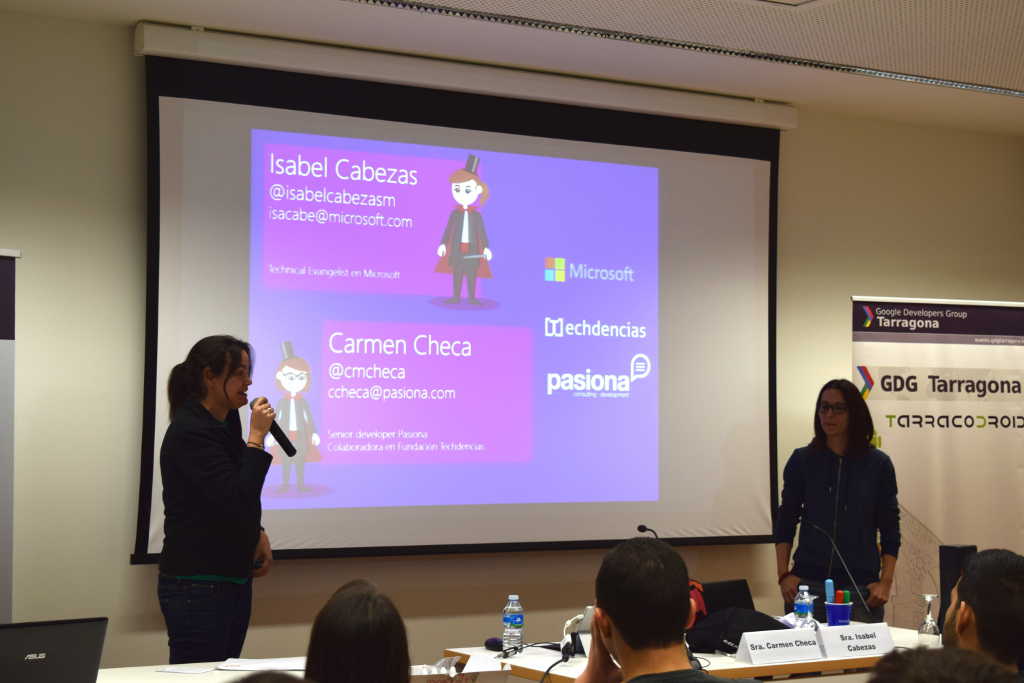 Isabel Cabezas
@isabelcabezasm
isacabe@microsoft.com
Technical Evangelist en Microsoft
Microsoft
echdencias
pasiona
consulting · development
Carmen Checa
@cmcheca
ccheca@pasiona.com
Senior developer Pasiona
Colaboradora en Fundación Techdencias
Google Developers Group
Tarragona
GDG Tarragona
TARRACODROID
ASUS
Sra. Carmen Checa
Sra. Isabel
Cabezas